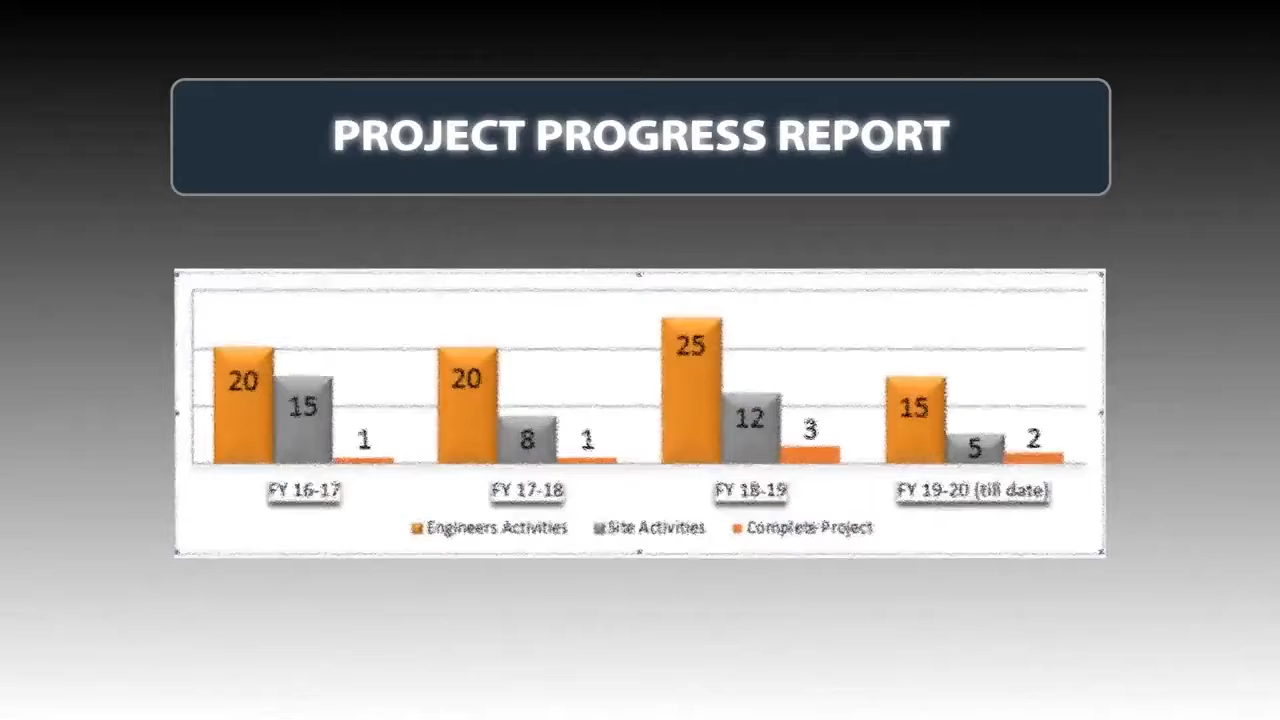 PROJECT PROGRESS REPORT
20 15 1 20 8 1 25 12 3 15 5 2
FY 16-17 FY 17-18 FY 18-19 FY 19-20 (till date)
Engineers Activities Site Activities Complete Project